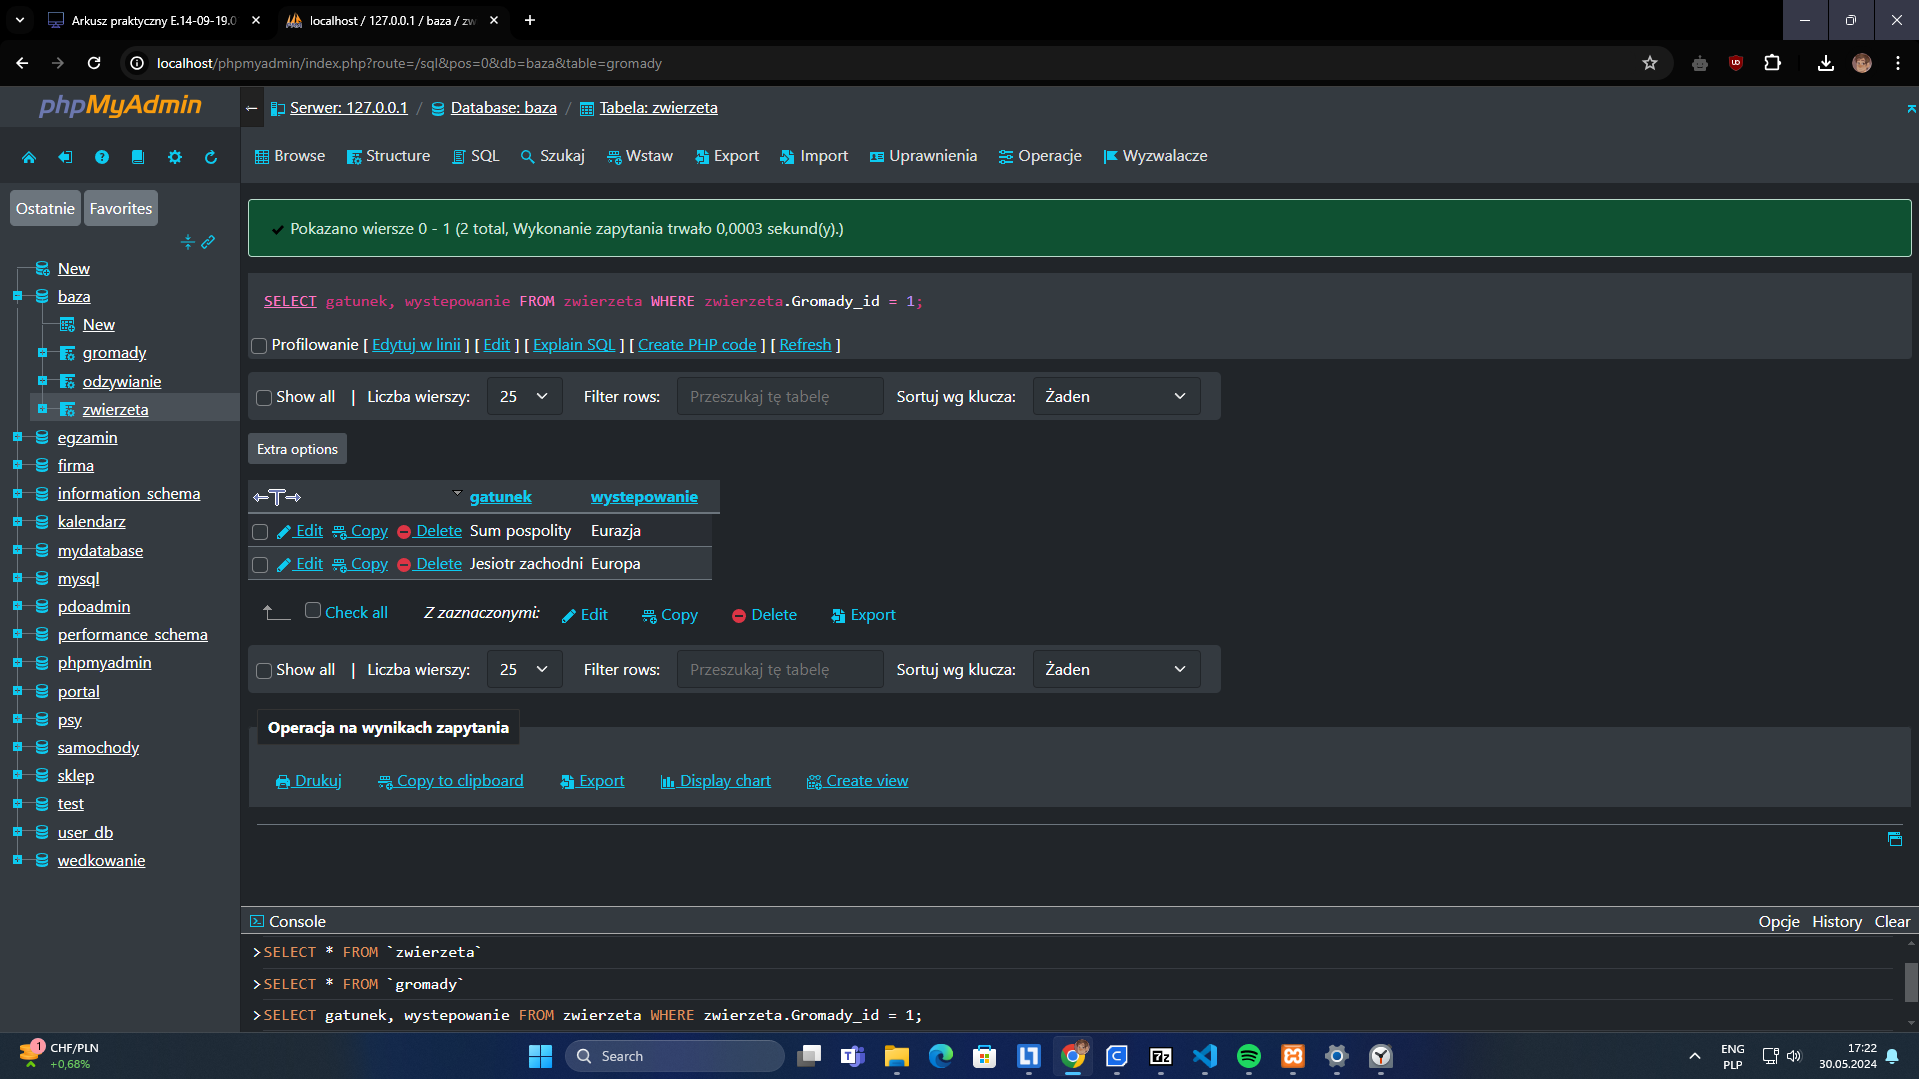 Arkusz praktyczny E.14-09-19.0
localhost / 127.0.0.1 / baza / zw
localhost/phpmyadmin/index.php?route=/sql&pos=0&db=baza&table=gromady
phpMyAdmin
Serwer: 127.0.0.1 / Database: baza / Tabela: zwierzeta
Browse Structure SQL Szukaj Wstaw Export Import Uprawnienia Operacje Wyzwalacze
Ostatnie Favorites
New
baza
New
gromady
odzywianie
zwierzeta
egzamin
firma
information_schema
kalendarz
mydatabase
mysql
pdoadmin
performance_schema
phpmyadmin
portal
psy
samochody
sklep
test
user_db
wedkowanie
Pokazano wiersze 0 - 1 (2 total, Wykonanie zapytania trwało 0,0003 sekund(y).)
SELECT gatunek, wystepowanie FROM zwierzeta WHERE zwierzeta.Gromady_id = 1;
Profilowanie [ Edytuj w linii ] [ Edit ] [ Explain SQL ] [ Create PHP code ] [ Refresh ]
Show all | Liczba wierszy: 25 Filter rows: Przeszukaj tę tabelę Sortuj wg klucza: Żaden
Extra options
←T→ gatunek wystepowanie
Edit Copy Delete Sum pospolity Eurazja
Edit Copy Delete Jesiotr zachodni Europa
Check all Z zaznaczonymi: Edit Copy Delete Export
Show all | Liczba wierszy: 25 Filter rows: Przeszukaj tę tabelę Sortuj wg klucza: Żaden
Operacja na wynikach zapytania
Drukuj Copy to clipboard Export Display chart Create view
Console Opcje History Clear
>SELECT * FROM `zwierzeta`
>SELECT * FROM `gromady`
>SELECT gatunek, wystepowanie FROM zwierzeta WHERE zwierzeta.Gromady_id = 1;
1 CHF/PLN
+0,68%
Search
ENG
PLP
17:22
30.05.2024